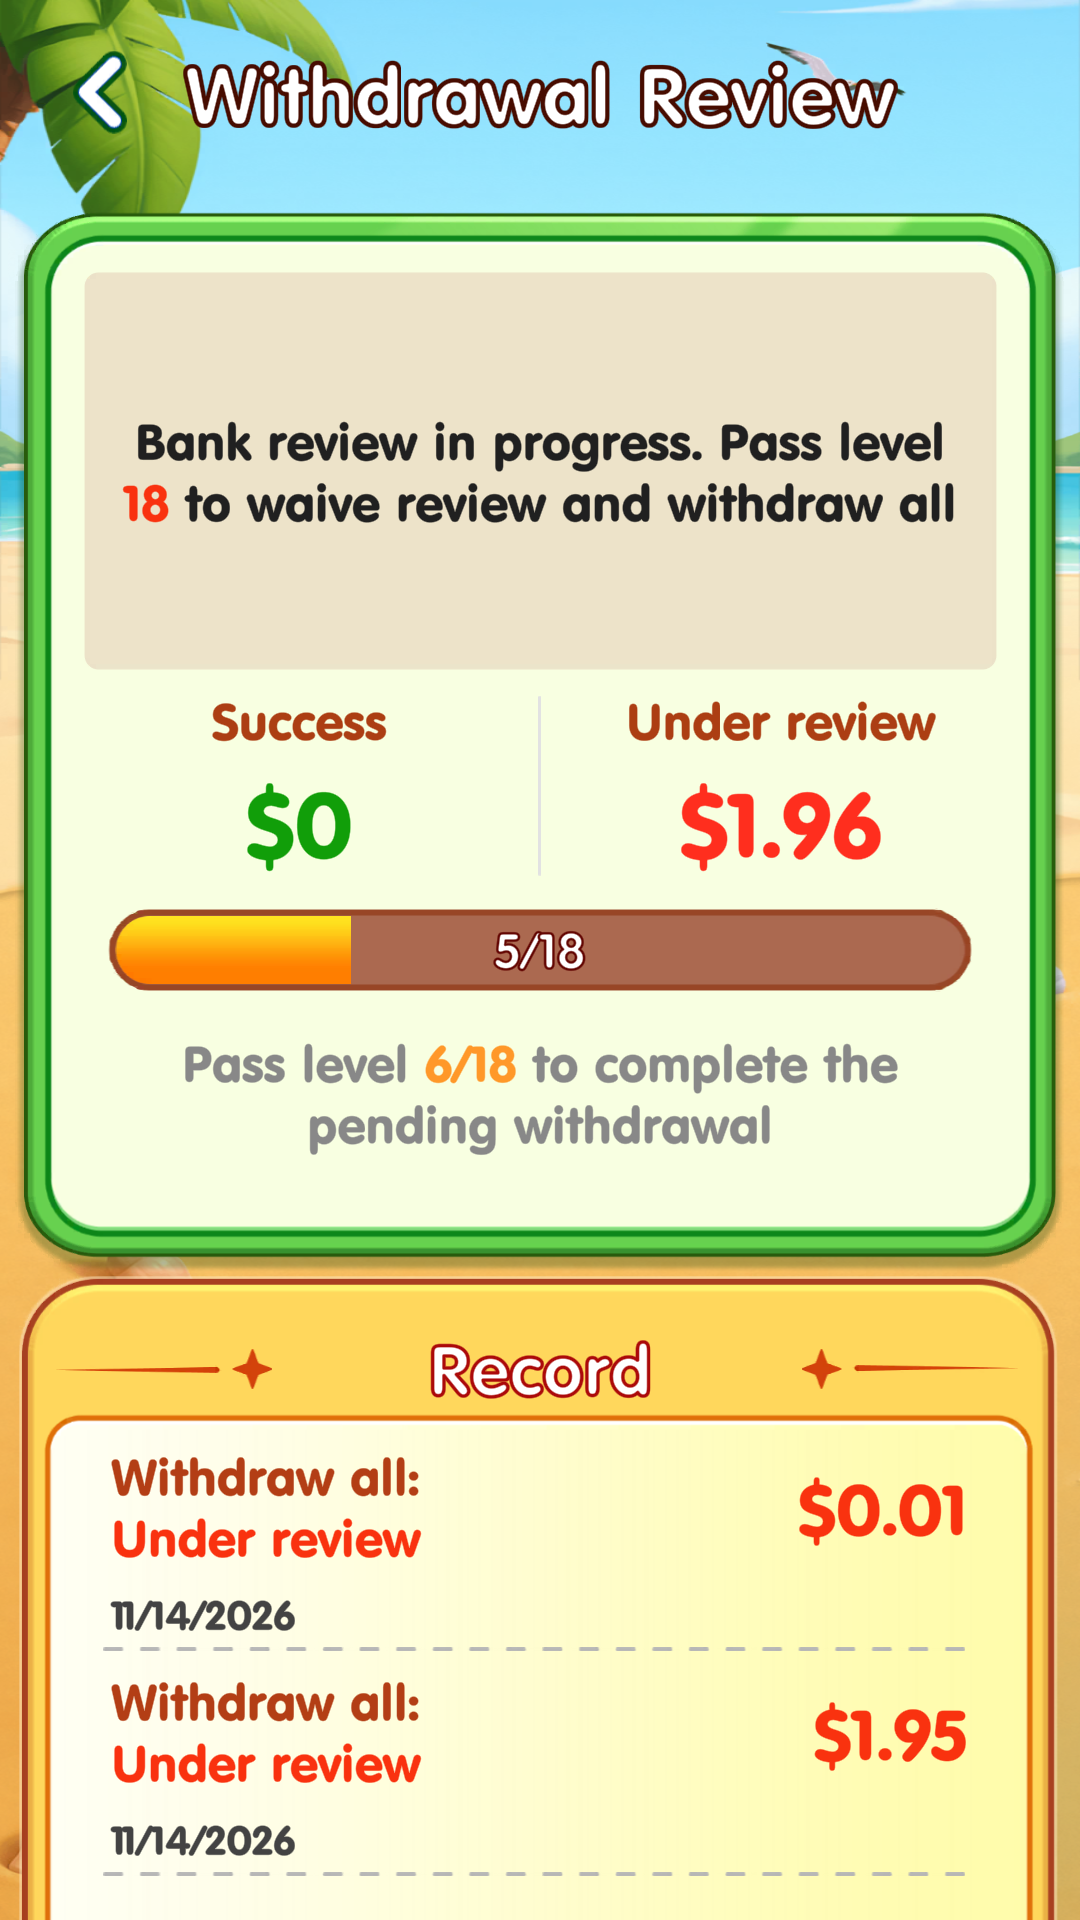 Withdrawal Review
Bank review in progress. Pass level
18 to waive review and withdraw all
Success
Under review
$0
$1.96
5/18
Pass level 6/18 to complete the
pending withdrawal
Record
Withdraw all:
Under review
$0.01
11/14/2026
Withdraw all:
Under review
$1.95
11/14/2026